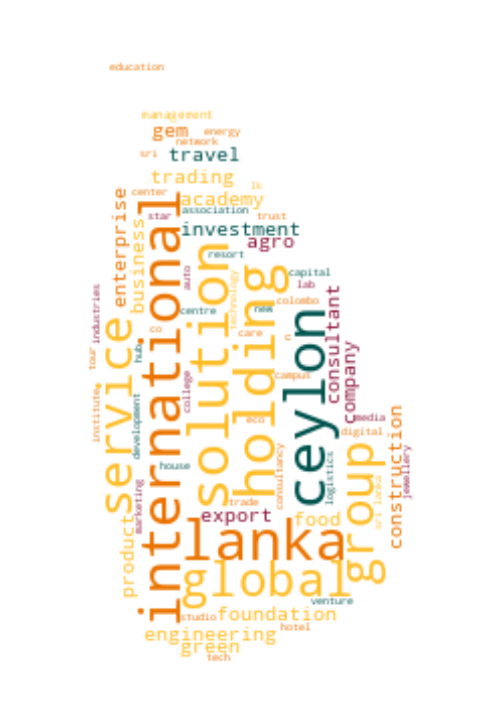 education
management
gem
energy
network
sri
travel
trading
lk
center
academy
enterprise
star
association
trust
business
international
investment
agro
resort
solution
holding
auto
technology
capital
lab
industries
centre
new
colombo
ceylon
consultant
service
co
care
c
hub
company
tour
campus
college
institute
development
eco
media
digital
group
construction
house
consultancy
logistics
sri lanka
jewellery
marketing
trade
export
food
product
lanka
global
venture
studio
foundation
hotel
engineering
green
tech